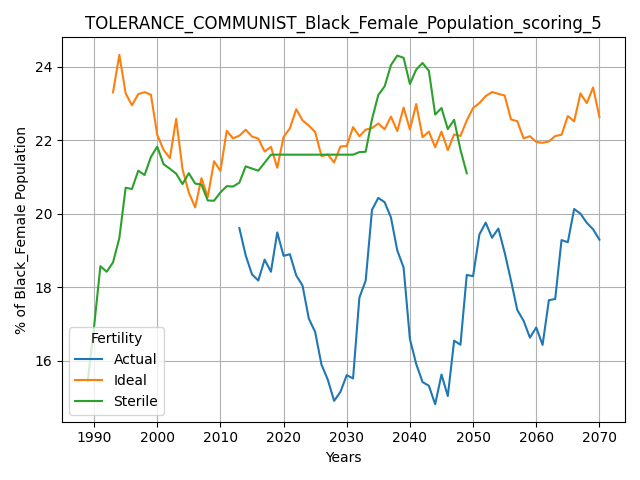 TOLERANCE_COMMUNIST_Black_Female_Population_scoring_5
% of Black_Female Population
24
22
20
18
16
Fertility
Actual
Ideal
Sterile
1990 2000 2010 2020 2030 2040 2050 2060 2070
Years